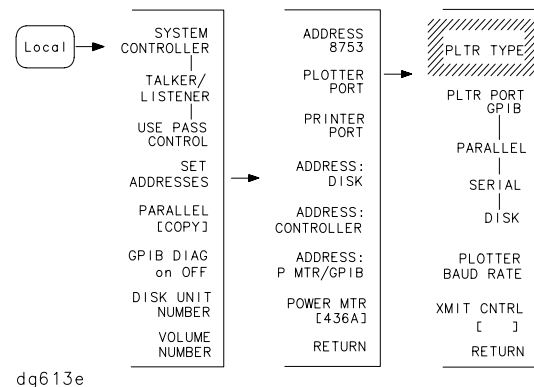 Local
SYSTEM
CONTROLLER
TALKER/
LISTENER
USE PASS
CONTROL
SET
ADDRESSES
PARALLEL
[COPY]
GPIB DIAG
on OFF
DISK UNIT
NUMBER
VOLUME
NUMBER
ADDRESS
8753
PLOTTER
PORT
PRINTER
PORT
ADDRESS:
DISK
ADDRESS:
CONTROLLER
ADDRESS:
P MTR/GPIB
POWER MTR
[436A]
RETURN
PLTR TYPE
PLTR PORT
GPIB
PARALLEL
SERIAL
DISK
PLOTTER
BAUD RATE
XMIT CNTRL
[ ]
RETURN
dq613e